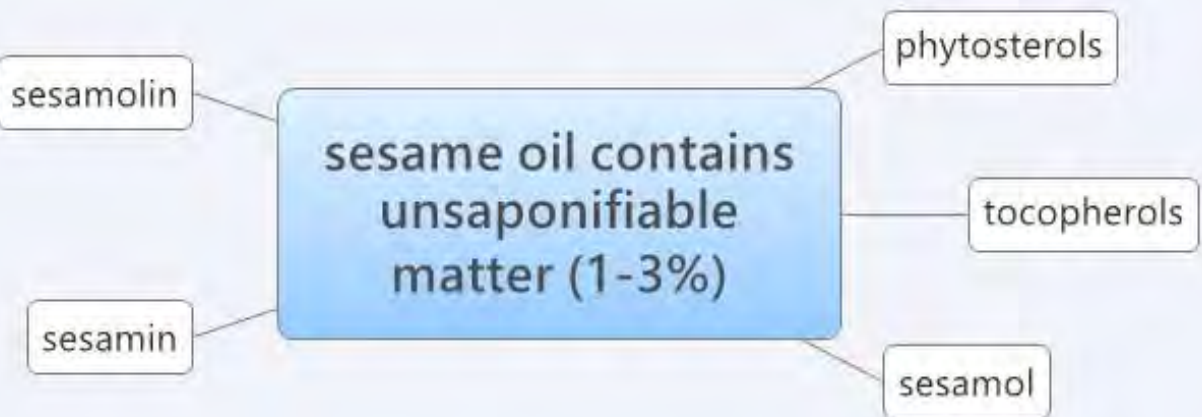 sesamolin
phytosterols
sesame oil contains
unsaponifiable
matter (1-3%)
tocopherols
sesamin
sesamol